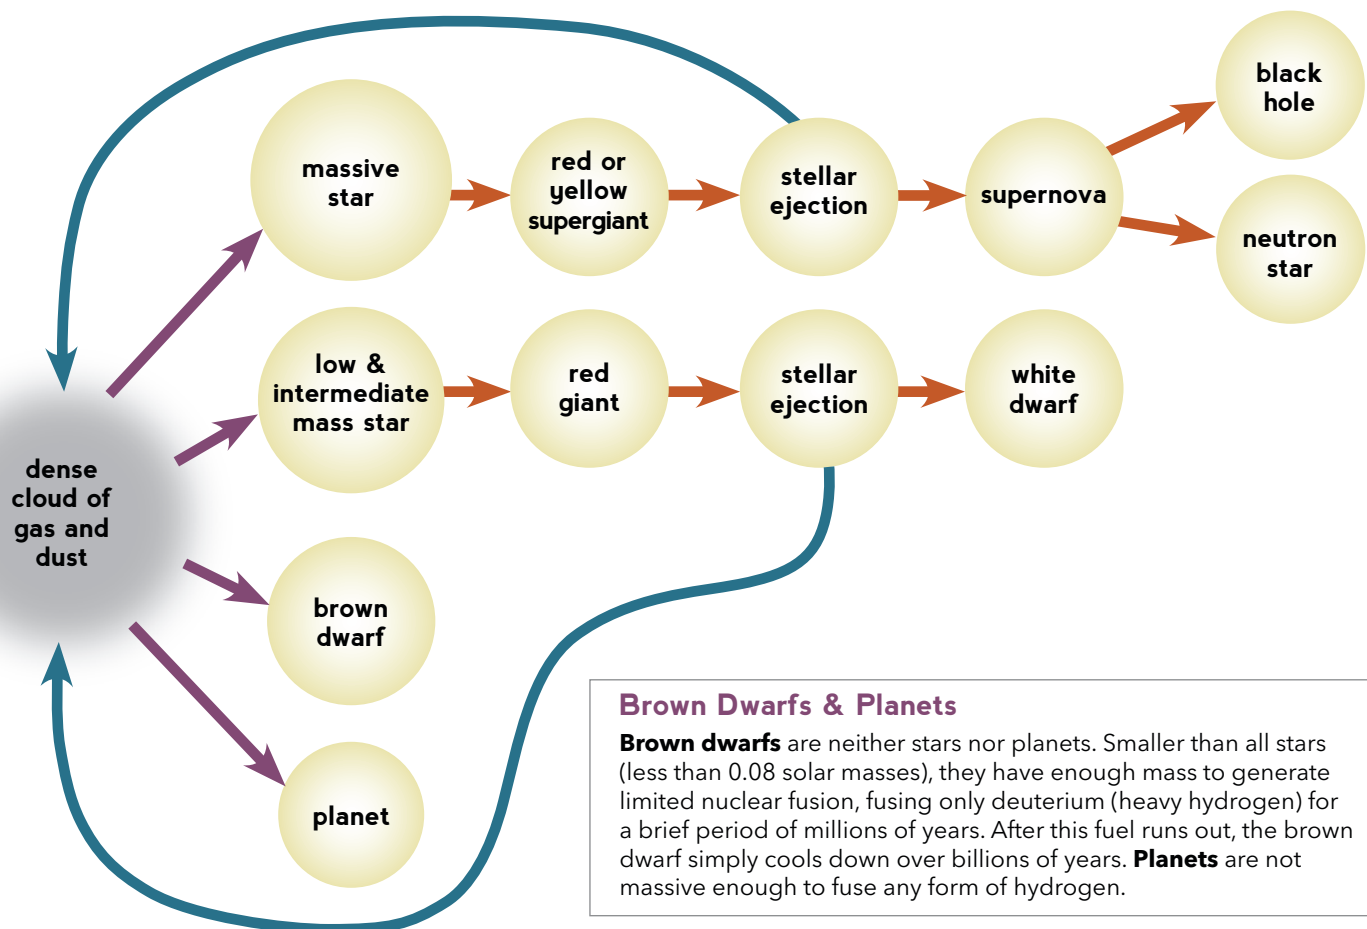 black
hole
massive
star
red or
yellow
supergiant
stellar
ejection
supernova
neutron
star
low &
intermediate
mass star
red
giant
stellar
ejection
white
dwarf
dense
cloud of
gas and
dust
brown
dwarf
planet
Brown Dwarfs & Planets
Brown dwarfs are neither stars nor planets. Smaller than all stars
(less than 0.08 solar masses), they have enough mass to generate
limited nuclear fusion, fusing only deuterium (heavy hydrogen) for
a brief period of millions of years. After this fuel runs out, the brown
dwarf simply cools down over billions of years. Planets are not
massive enough to fuse any form of hydrogen.